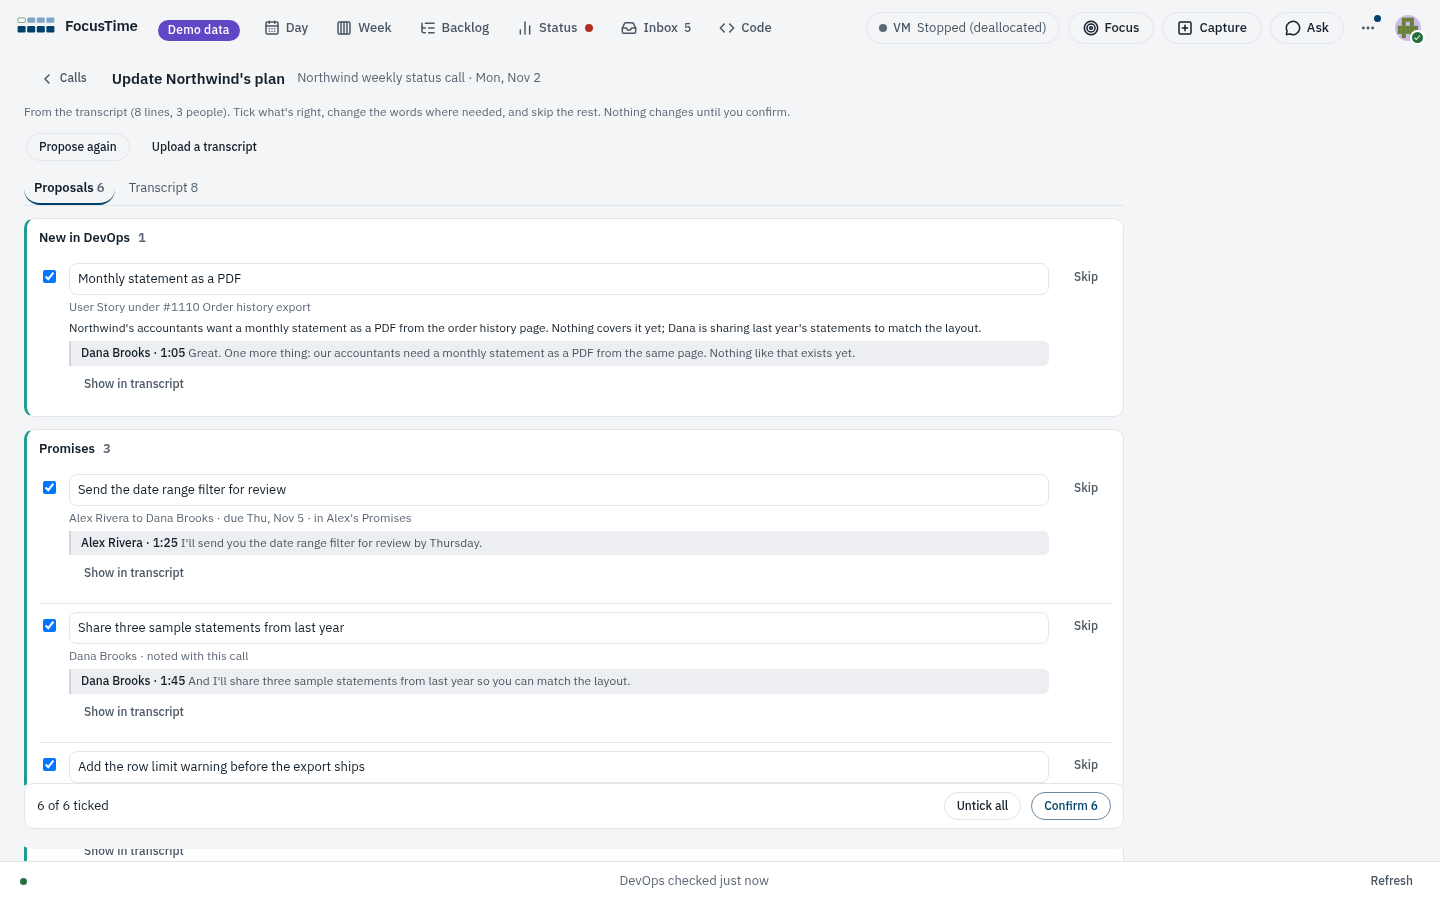 FocusTime
Demo data
Day
Week
Backlog
Status
Inbox 5
Code
VM Stopped (deallocated)
Focus
Capture
Ask
Calls
Update Northwind's plan
Northwind weekly status call · Mon, Nov 2
From the transcript (8 lines, 3 people). Tick what's right, change the words where needed, and skip the rest. Nothing changes until you confirm.
Propose again
Upload a transcript
Proposals 6
Transcript 8
New in DevOps 1
Monthly statement as a PDF
Skip
User Story under #1110 Order history export
Northwind's accountants want a monthly statement as a PDF from the order history page. Nothing covers it yet; Dana is sharing last year's statements to match the layout.
Dana Brooks · 1:05 Great. One more thing: our accountants need a monthly statement as a PDF from the same page. Nothing like that exists yet.
Show in transcript
Promises 3
Send the date range filter for review
Skip
Alex Rivera to Dana Brooks · due Thu, Nov 5 · in Alex's Promises
Alex Rivera · 1:25 I'll send you the date range filter for review by Thursday.
Show in transcript
Share three sample statements from last year
Skip
Dana Brooks · noted with this call
Dana Brooks · 1:45 And I'll share three sample statements from last year so you can match the layout.
Show in transcript
Add the row limit warning before the export ships
Skip
6 of 6 ticked
Untick all
Confirm 6
Show in transcript
DevOps checked just now
Refresh